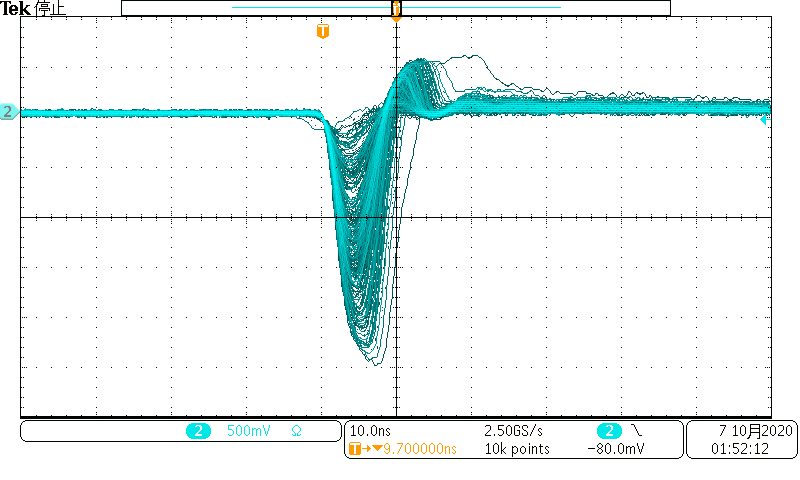 Tek 停止
T
T
2
2 500mV Ω
10.0ns 2.50GS/s 2
T→▼9.700000ns 10k points −80.0mV
7 10月2020
01:52:12